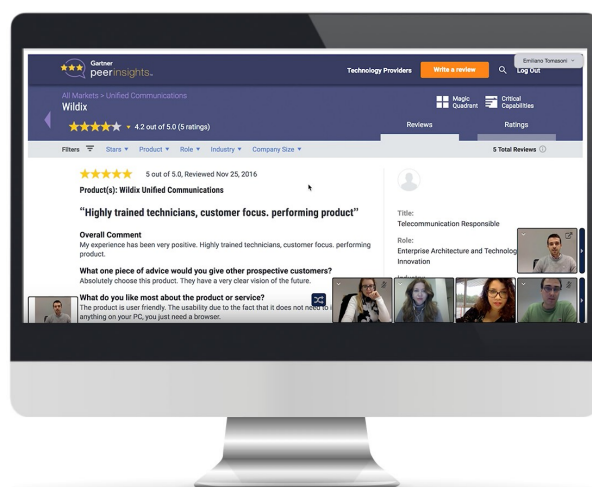 Gartner
peerinsights™
Technology Providers
Write a review
Emiliano Tomasoni
Log Out
All Markets > Unified Communications
Wildix
Magic Quadrant
Critical Capabilities
4.2 out of 5.0 (5 ratings)
Reviews
Ratings
Filters
Stars
Product
Role
Industry
Company Size
5 Total Reviews
5 out of 5.0, Reviewed Nov 25, 2016
Product(s): Wildix Unified Communications
“Highly trained technicians, customer focus. performing product”
Title:
Telecommunication Responsible
Overall Comment
My experience has been very positive. Highly trained technicians, customer focus. performing
product.
Role:
Enterprise Architecture and Technolog
Innovation
What one piece of advice would you give other prospective customers?
Absolutely choose this product. They have a very clear vision of the future.
What do you like most about the product or service?
The product is user friendly. The usability due to the fact that it does not need to
anything on your PC, you just need a browser.